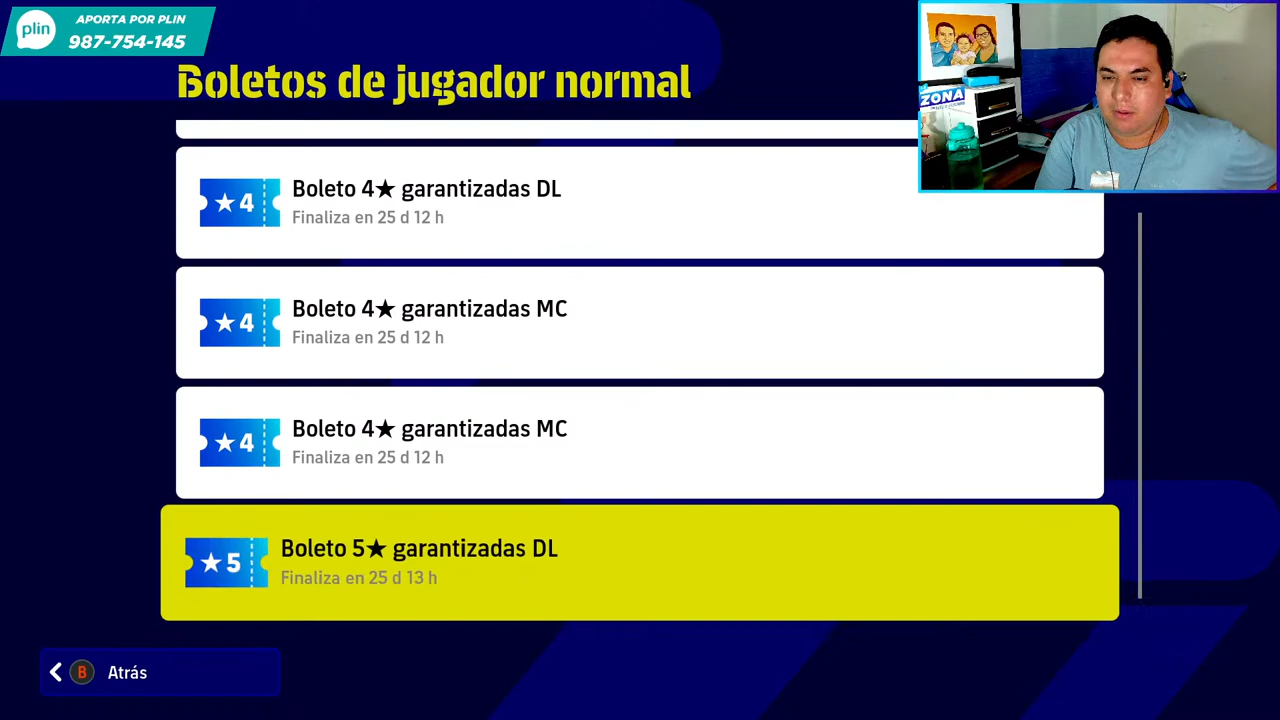 plin
APORTA POR PLIN
987-754-145
Boletos de jugador normal
ZONA
★4
Boleto 4★ garantizadas DL
Finaliza en 25 d 12 h
★4
Boleto 4★ garantizadas MC
Finaliza en 25 d 12 h
★4
Boleto 4★ garantizadas MC
Finaliza en 25 d 12 h
★5
Boleto 5★ garantizadas DL
Finaliza en 25 d 13 h
B Atrás